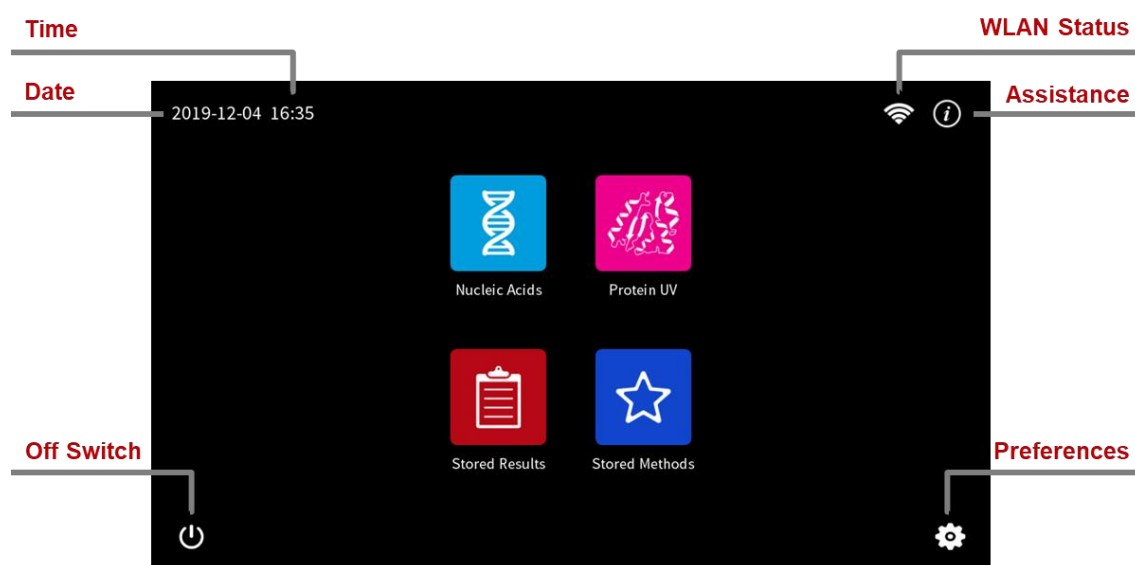 Time
WLAN Status
Date
Assistance
2019-12-04 16:35
i
Nucleic Acids
Protein UV
Stored Results
Stored Methods
Off Switch
Preferences